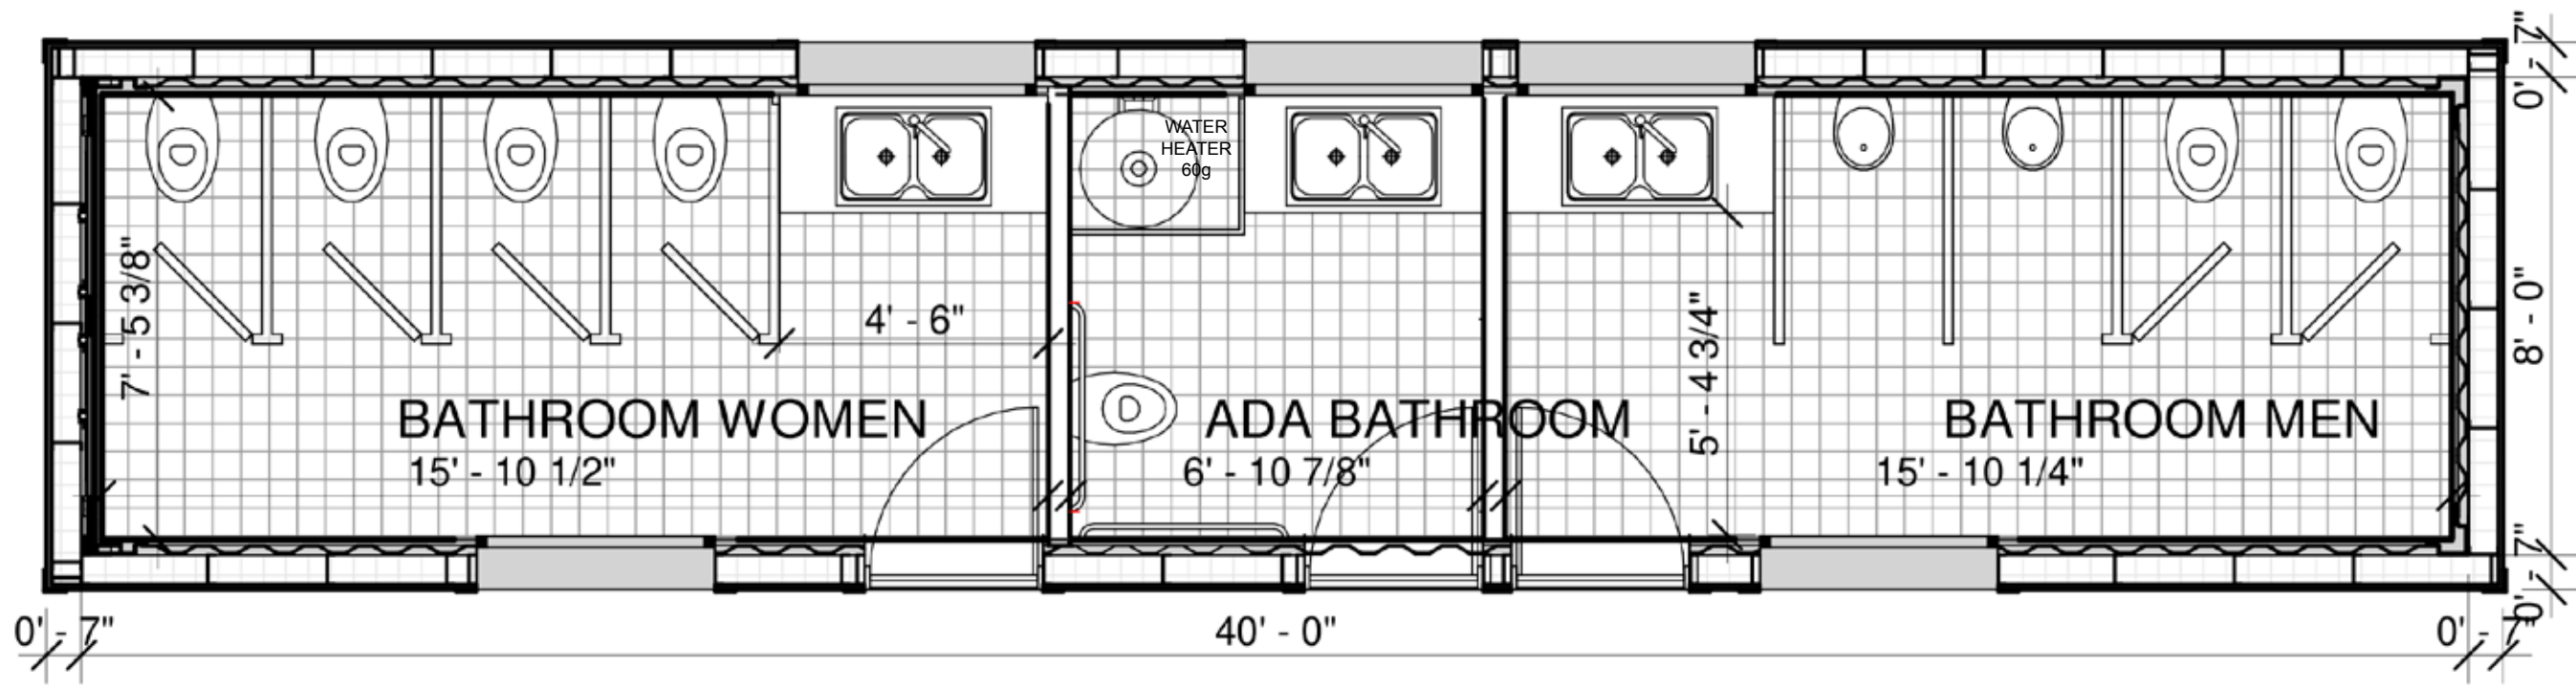 0' - 7"
WATER
HEATER
60g
7' - 5 3/8"
4' - 6"
5' - 4 3/4"
8' - 0"
BATHROOM WOMEN
ADA BATHROOM
BATHROOM MEN
15' - 10 1/2"
6' - 10 7/8"
15' - 10 1/4"
0' - 7"
0' - 7"
40' - 0"
0' - 7"